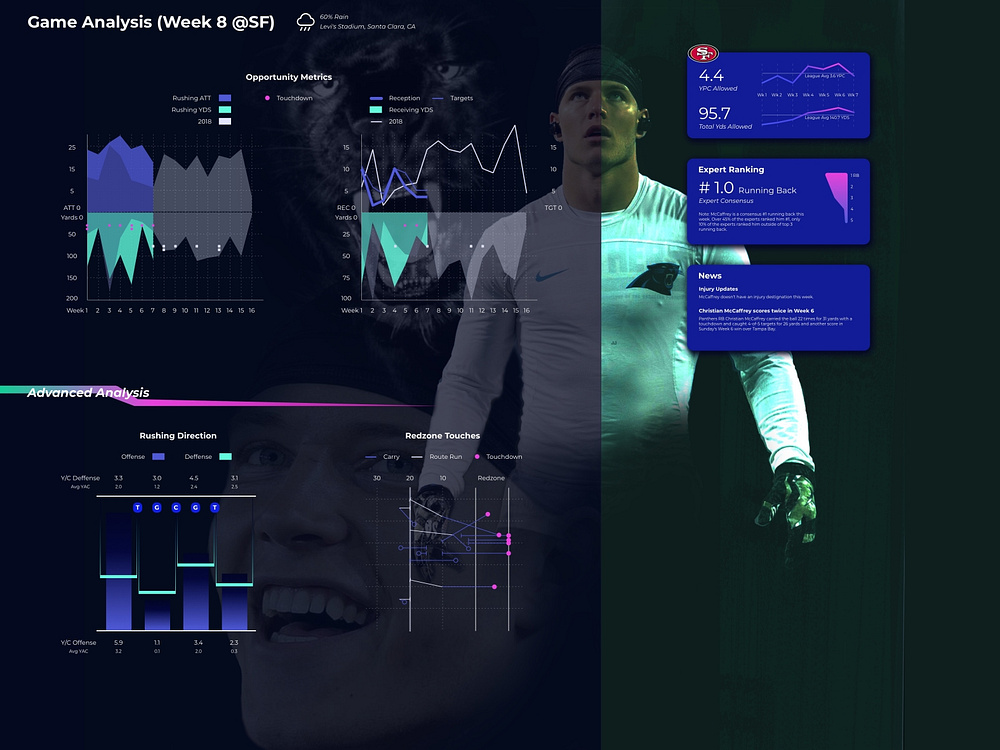 Game Analysis (Week 8 @SF)
60% Rain
Levi's Stadium, Santa Clara, CA
Opportunity Metrics
Rushing ATT
Rushing YDS
2018
Touchdown
Reception
Targets
Receiving YDS
2018
25
15
5
ATT 0
Yards 0
50
100
150
200
Week 1 2 3 4 5 6 7 8 9 10 11 12 13 14 15 16
15
10
5
REC 0
Yards 0
25
50
75
100
15
10
5
TGT 0
Week 1 2 3 4 5 6 7 8 9 10 11 12 13 14 15 16
SF
4.4
YPC Allowed
League Avg 3.6 YPC
Wk 1 Wk 2 Wk 3 Wk 4 Wk 5 Wk 6 Wk 7
95.7
Total Yds Allowed
League Avg 140.7 YDS
Expert Ranking
# 1.0 Running Back
Expert Consensus
Note: McCaffrey is a consensus #1 running back this
week. Over 45% of the experts ranked him #1, only
10% of the experts ranked him outside of top 3
running back.
1 RB
2
3
4
5
News
Injury Updates
McCaffrey doesn't have an injury destignation this week.
Christian McCaffrey scores twice in Week 6
Panthers RB Christian McCaffrey carried the ball 22 times for 31 yards with a
touchdown and caught 4-of-5 targets for 26 yards and another score in
Sunday's Week 6 win over Tampa Bay.
Advanced Analysis
Rushing Direction
Offense
Deffense
Y/C Deffense 3.3 3.0 4.5 3.1
Avg YAC 2.0 1.2 2.4 2.5
T G C G T
Y/C Offense 5.9 1.1 3.4 2.3
Avg YAC 3.2 0.1 2.0 0.3
Redzone Touches
Carry
Route Run
Touchdown
30 20 10 Redzone